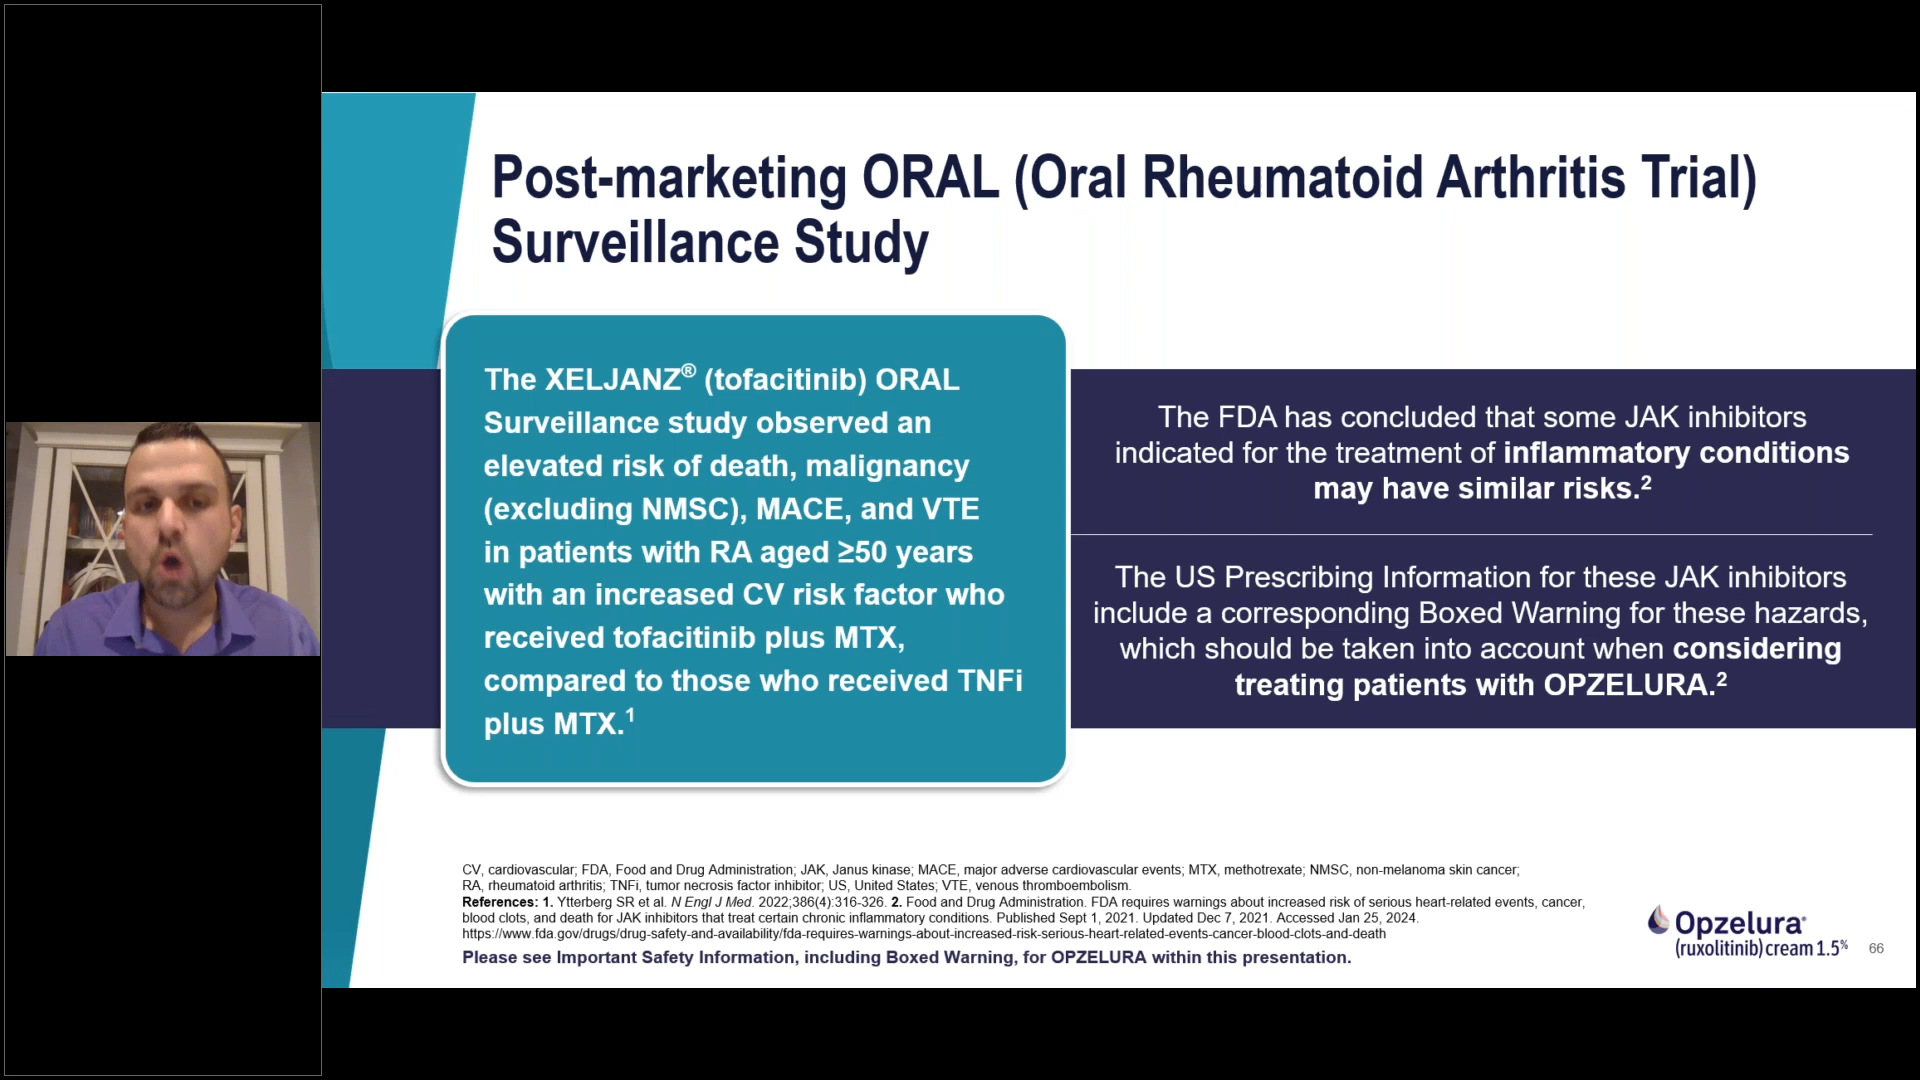 Post-marketing ORAL (Oral Rheumatoid Arthritis Trial)
Surveillance Study
The XELJANZ® (tofacitinib) ORAL
Surveillance study observed an
elevated risk of death, malignancy
(excluding NMSC), MACE, and VTE
in patients with RA aged ≥50 years
with an increased CV risk factor who
received tofacitinib plus MTX,
compared to those who received TNFi
plus MTX.1
The FDA has concluded that some JAK inhibitors
indicated for the treatment of inflammatory conditions
may have similar risks.2
The US Prescribing Information for these JAK inhibitors
include a corresponding Boxed Warning for these hazards,
which should be taken into account when considering
treating patients with OPZELURA.2
CV, cardiovascular; FDA, Food and Drug Administration; JAK, Janus kinase; MACE, major adverse cardiovascular events; MTX, methotrexate; NMSC, non-melanoma skin cancer;
RA, rheumatoid arthritis; TNFi, tumor necrosis factor inhibitor; US, United States; VTE, venous thromboembolism.
References: 1. Ytterberg SR et al. N Engl J Med. 2022;386(4):316-326. 2. Food and Drug Administration. FDA requires warnings about increased risk of serious heart-related events, cancer,
blood clots, and death for JAK inhibitors that treat certain chronic inflammatory conditions. Published Sept 1, 2021. Updated Dec 7, 2021. Accessed Jan 25, 2024.
https://www.fda.gov/drugs/drug-safety-and-availability/fda-requires-warnings-about-increased-risk-serious-heart-related-events-cancer-blood-clots-and-death
Please see Important Safety Information, including Boxed Warning, for OPZELURA within this presentation.
Opzelura®
(ruxolitinib) cream 1.5%
66